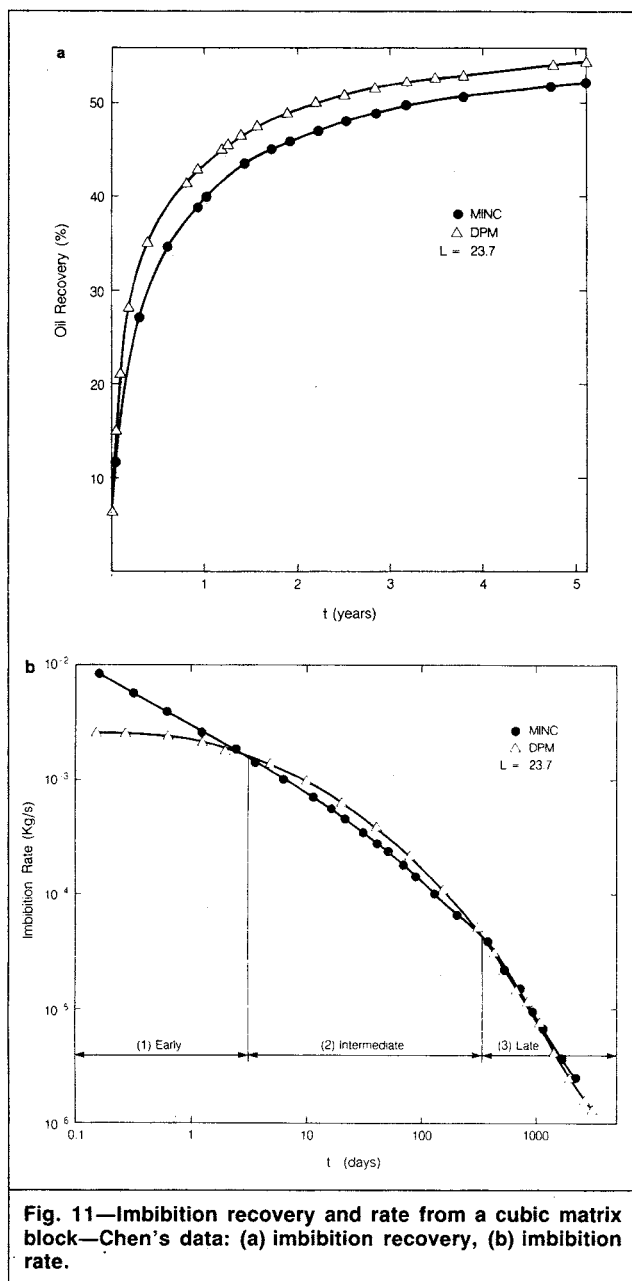 a
50
40
30
20
10
Oil Recovery (%)
● MINC
△ DPM
L = 23.7
1
2
3
4
5
t (years)
b
10⁻²
10⁻³
10⁻⁴
10⁻⁵
10⁻⁶
Imbibition Rate (Kg/s)
● MINC
△ DPM
L = 23.7
(1) Early
(2) Intermediate
(3) Late
0.1
1
10
100
1000
t (days)
Fig. 11—Imbibition recovery and rate from a cubic matrix
block—Chen's data: (a) imbibition recovery, (b) imbibition
rate.